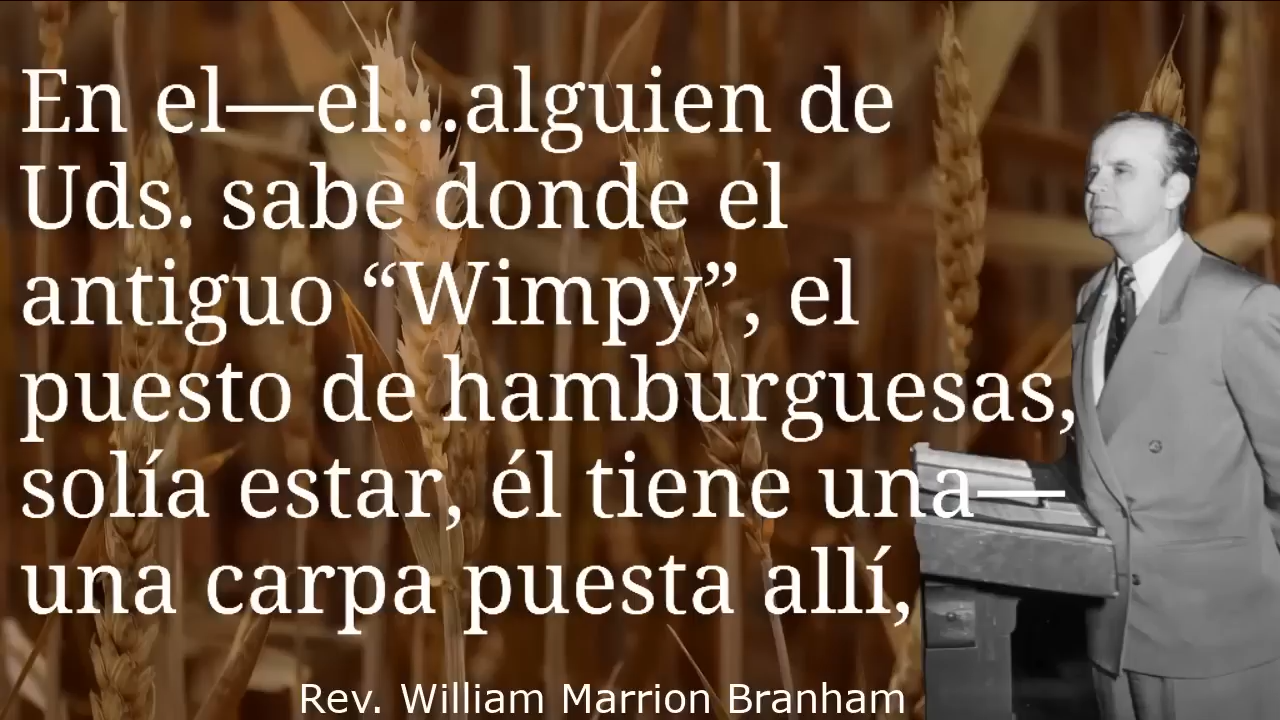 En el—el...alguien de
Uds. sabe donde el
antiguo “Wimpy”, el
puesto de hamburguesas,
solía estar, él tiene una—
una carpa puesta allí,
Rev. William Marrion Branham